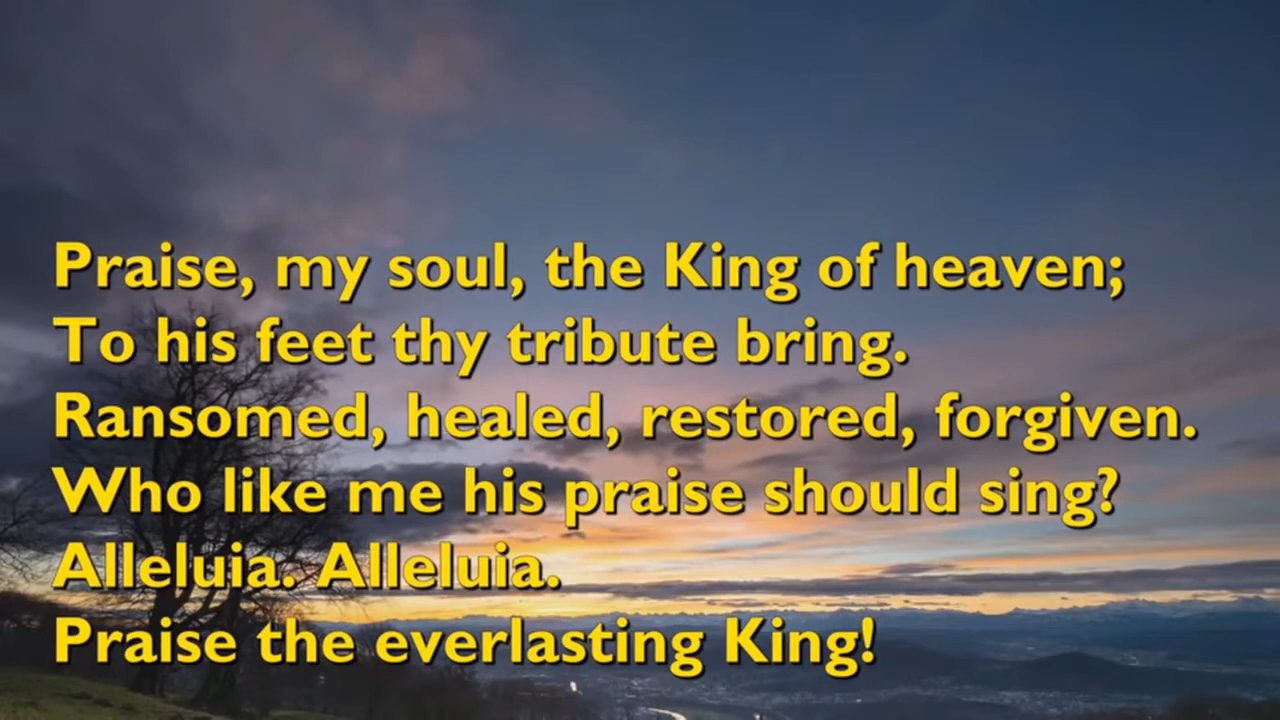 Praise, my soul, the King of heaven;
To his feet thy tribute bring.
Ransomed, healed, restored, forgiven.
Who like me his praise should sing?
Alleluia. Alleluia.
Praise the everlasting King!